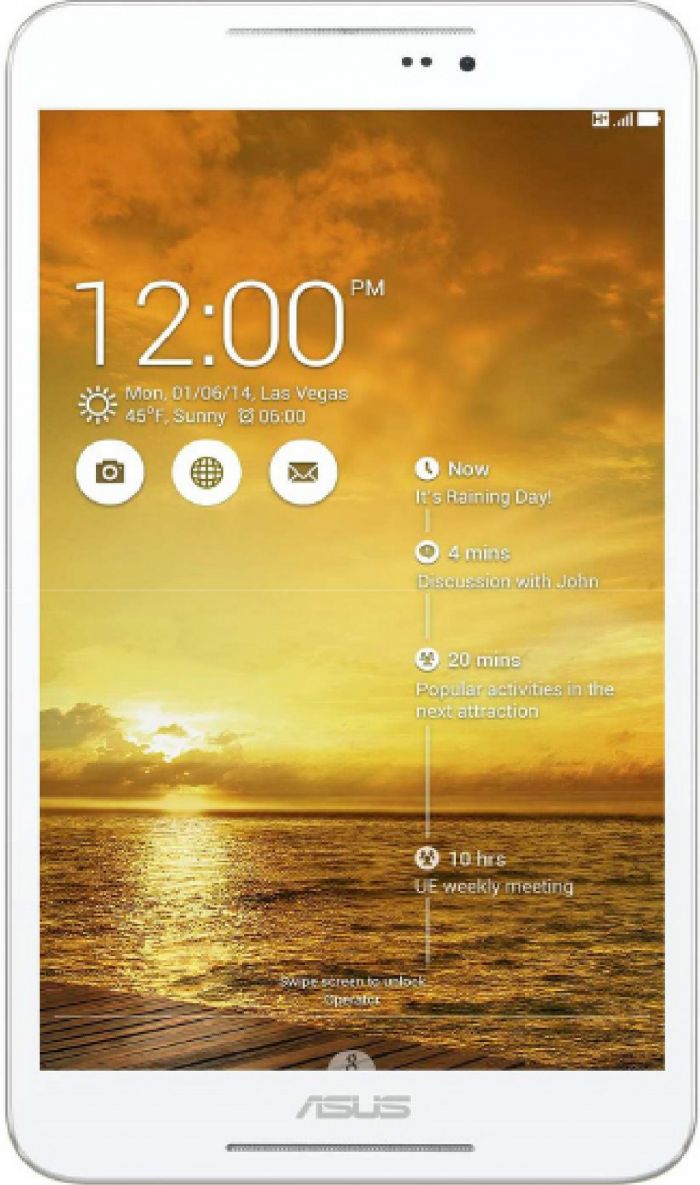 H+
12:00 PM
Mon, 01/06/14, Las Vegas
45°F, Sunny 06:00
Now
It's Raining Day!
4 mins
Discussion with John
20 mins
Popular activities in the
next attraction
10 hrs
UE weekly meeting
Swipe screen to unlock
Operator
8
ASUS